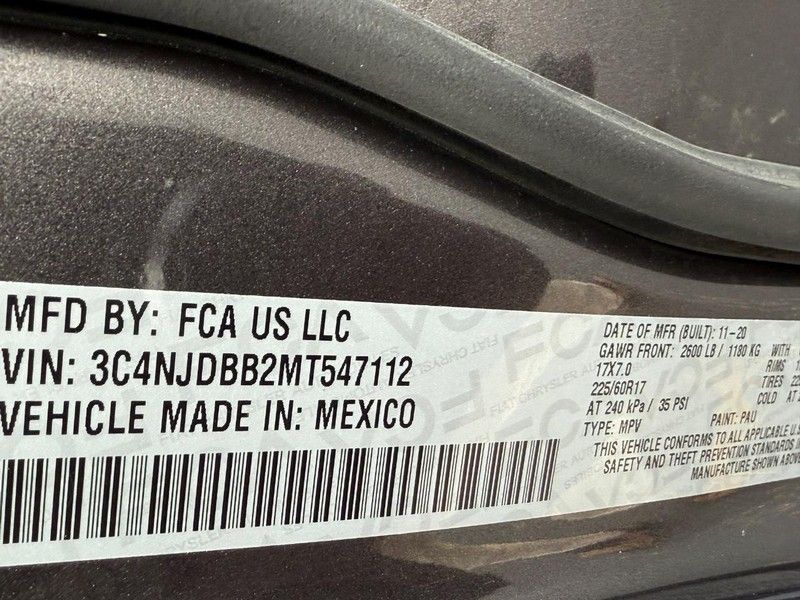 MFD BY: FCA US LLC
VIN: 3C4NJDBB2MT547112
VEHICLE MADE IN: MEXICO
DATE OF MFR (BUILT): 11-20
GAWR FRONT: 2600 LB / 1180 KG WITH
17X7.0 RIMS
225/60R17 TIRES
AT 240 kPa / 35 PSI COLD AT
TYPE: MPV PAINT: PAU
THIS VEHICLE CONFORMS TO ALL APPLICABLE U.S.
SAFETY AND THEFT PREVENTION STANDARDS
MANUFACTURE SHOWN ABOVE